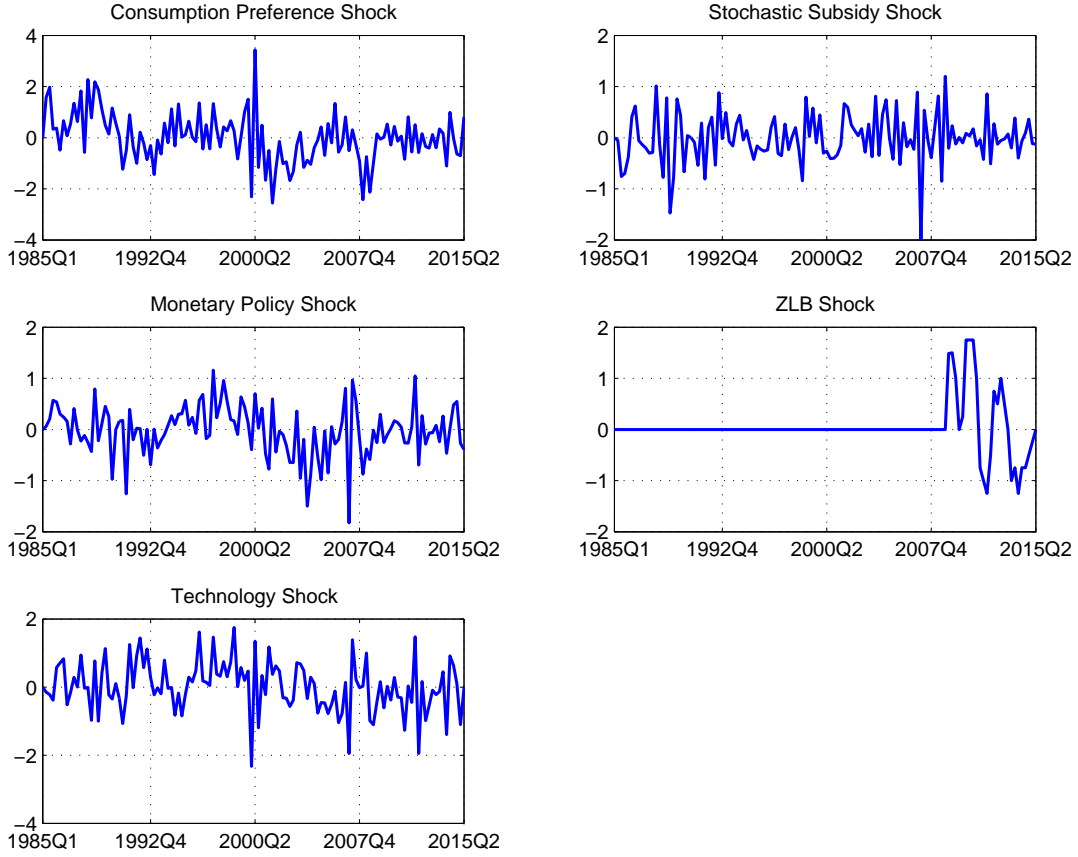 Consumption Preference Shock
4
2
0
−2
−4
1985Q1 1992Q4 2000Q2 2007Q4 2015Q2
Stochastic Subsidy Shock
2
1
0
−1
−2
1985Q1 1992Q4 2000Q2 2007Q4 2015Q2
Monetary Policy Shock
2
1
0
−1
−2
1985Q1 1992Q4 2000Q2 2007Q4 2015Q2
ZLB Shock
2
1
0
−1
−2
1985Q1 1992Q4 2000Q2 2007Q4 2015Q2
Technology Shock
2
0
−2
−4
1985Q1 1992Q4 2000Q2 2007Q4 2015Q2